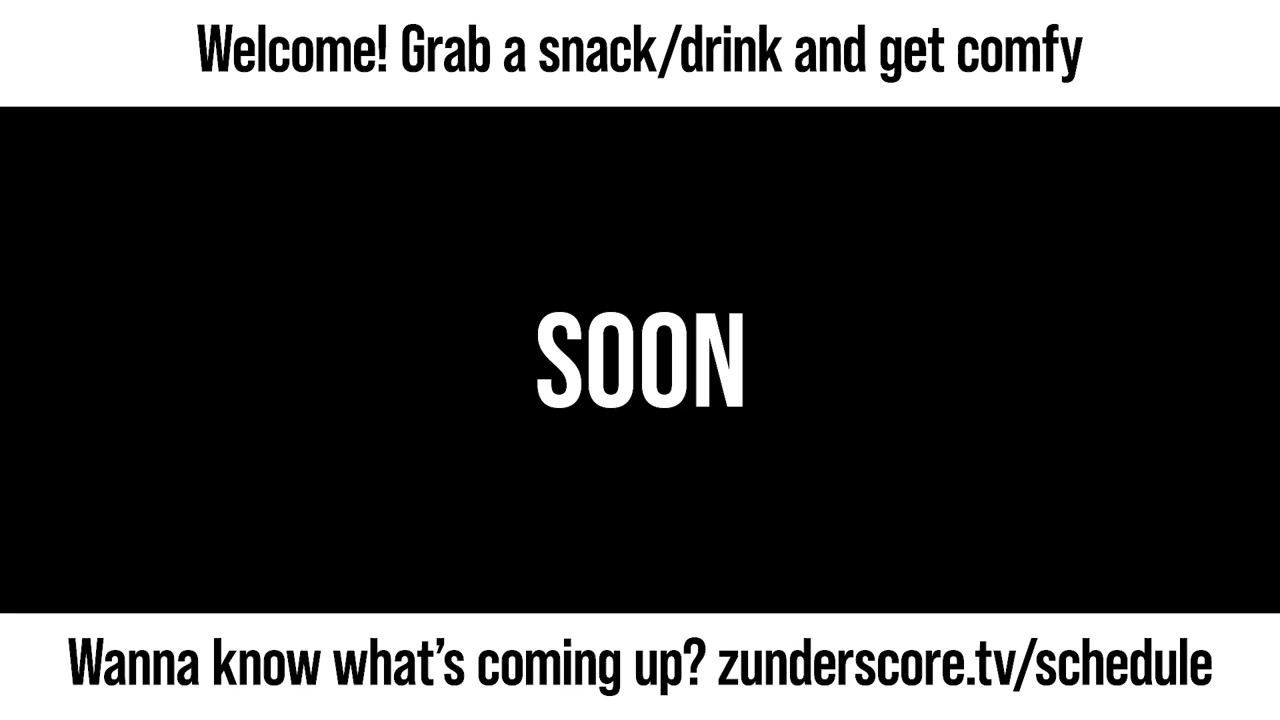 Welcome! Grab a snack/drink and get comfy
SOON
Wanna know what’s coming up? zunderscore.tv/schedule